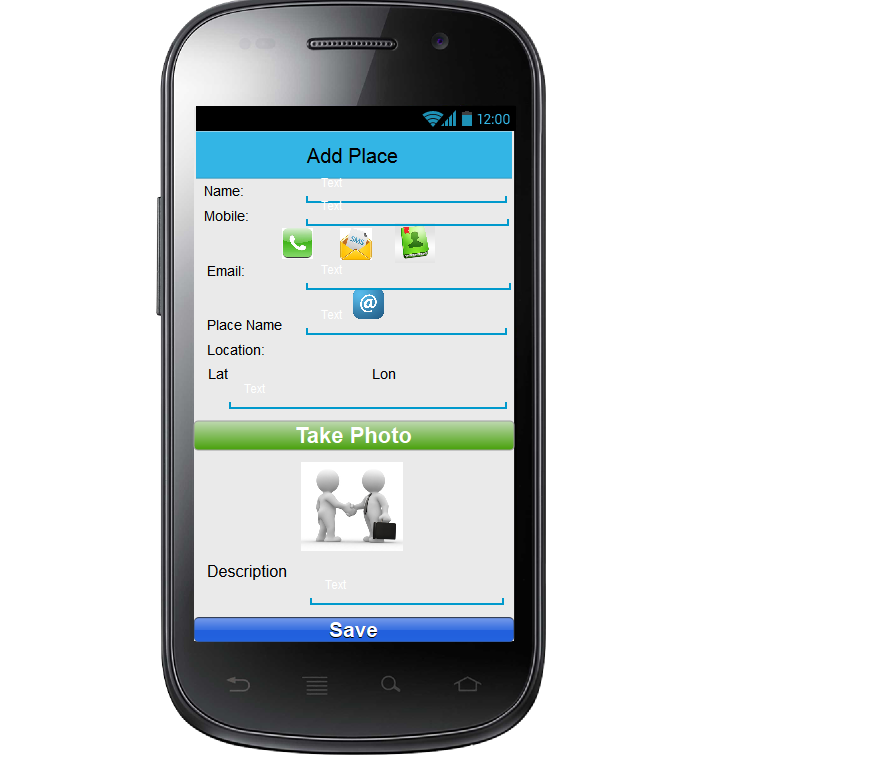 12:00
Add Place
Name: Text
Mobile: Text
SMS
Email: Text
@
Place Name Text
Location:
Lat Lon
Text
Take Photo
Description Text
Save